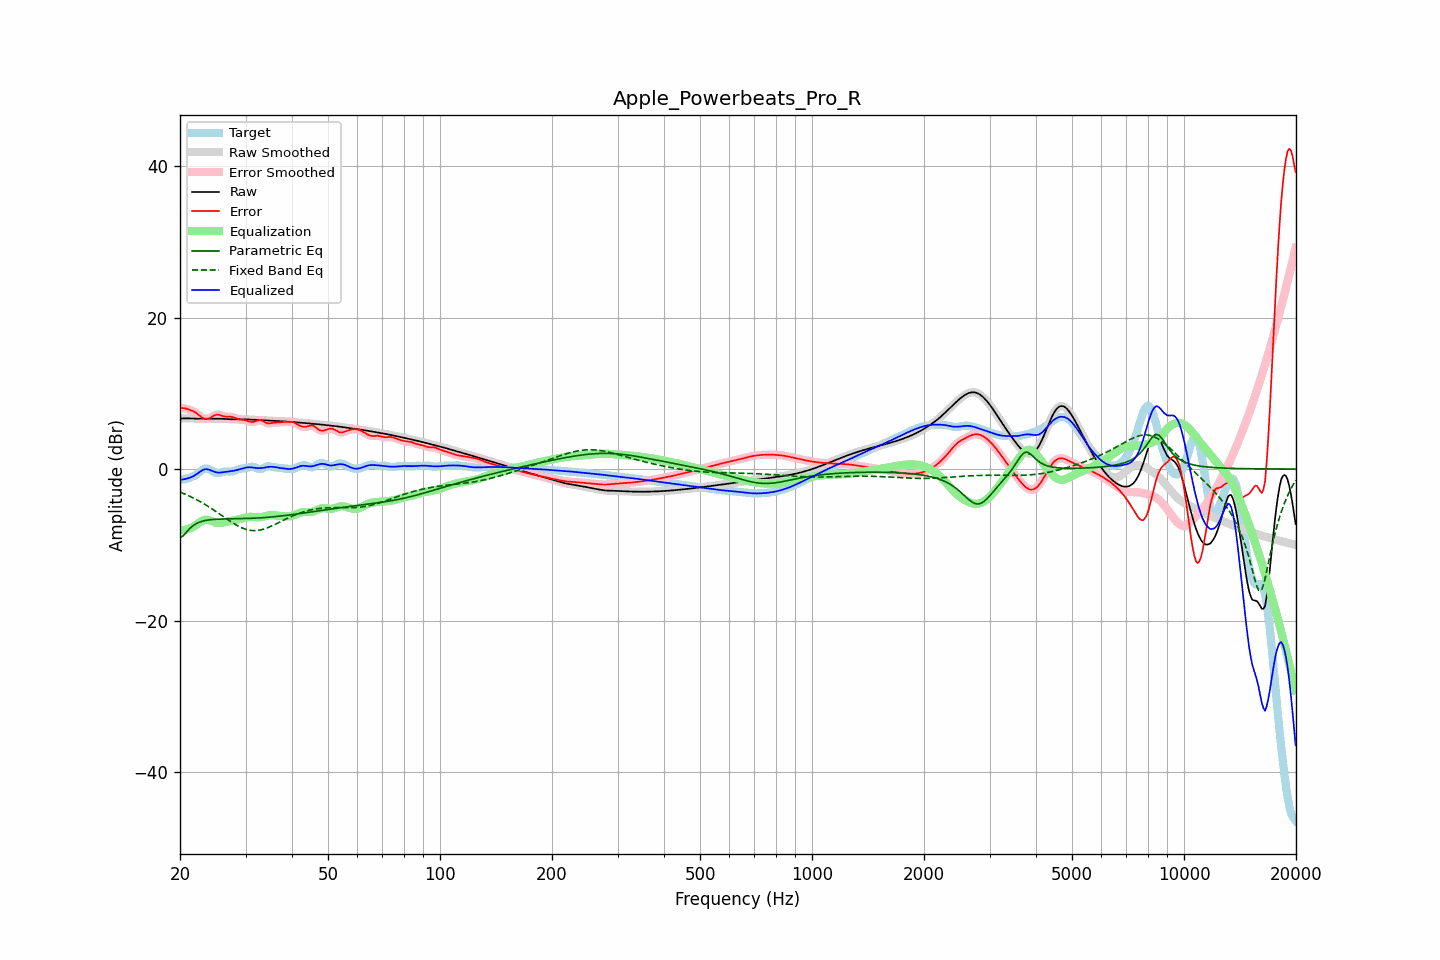 Apple_Powerbeats_Pro_R
Target
Raw Smoothed
Error Smoothed
Raw
Error
Equalization
Parametric Eq
Fixed Band Eq
Equalized
40
20
0
−20
−40
Amplitude (dBr)
20
50
100
200
500
1000
2000
5000
10000
20000
Frequency (Hz)